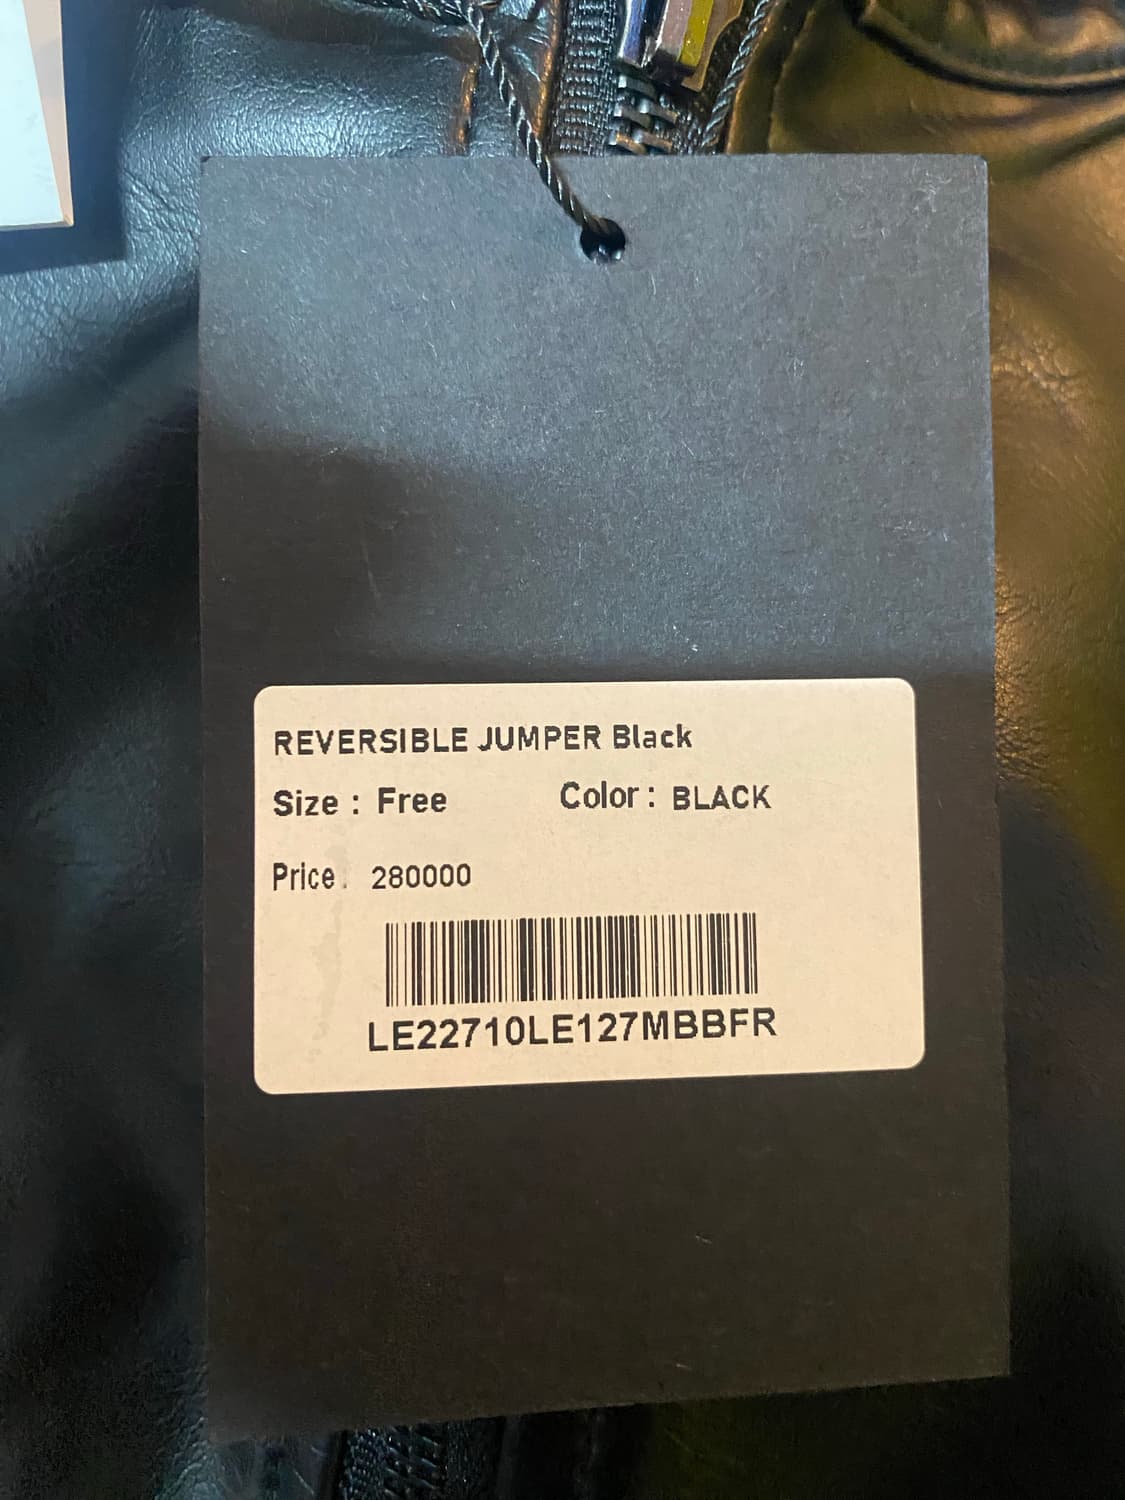 REVERSIBLE JUMPER Black
Size : Free Color : BLACK
Price : 280000
LE22710LE127MBBFR